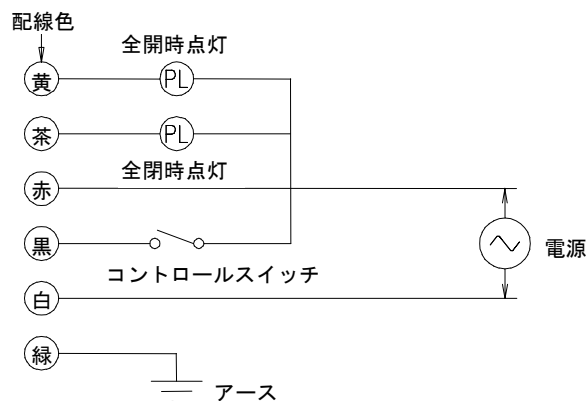 配線色
全開時点灯
黄
PL
茶
PL
赤
全閉時点灯
黒
コントロールスイッチ
電源
白
緑
アース